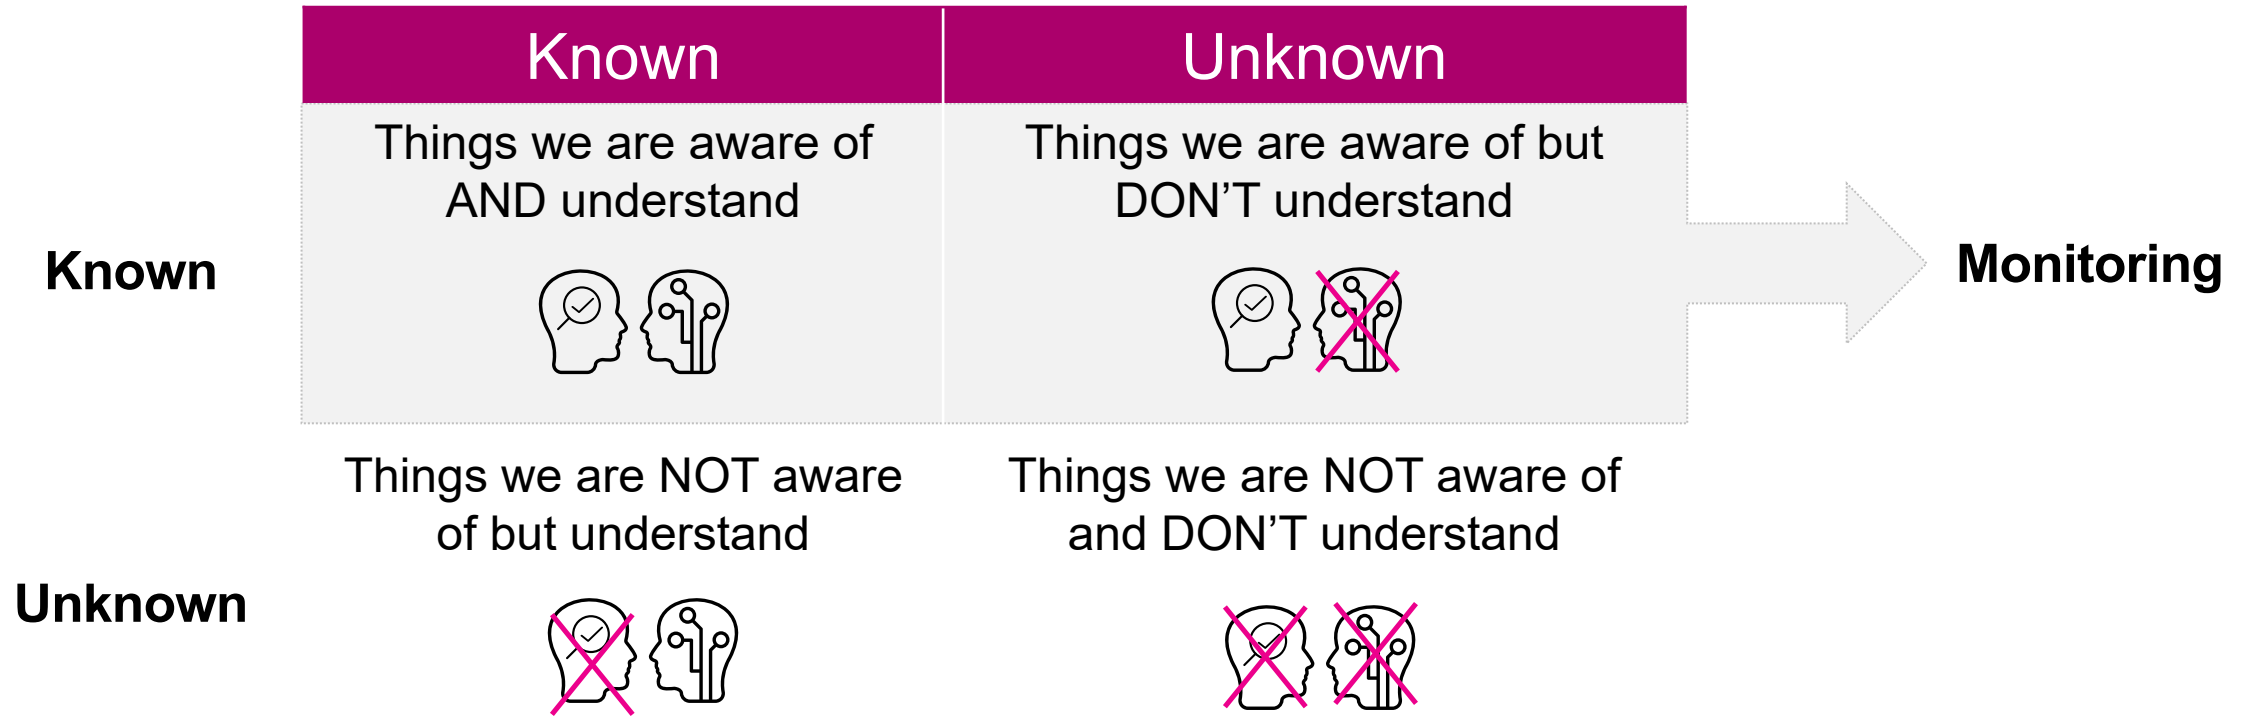 Known
Unknown
Things we are aware of
AND understand
Things we are aware of but
DON’T understand
Known
Monitoring
Things we are NOT aware
of but understand
Things we are NOT aware of
and DON’T understand
Unknown